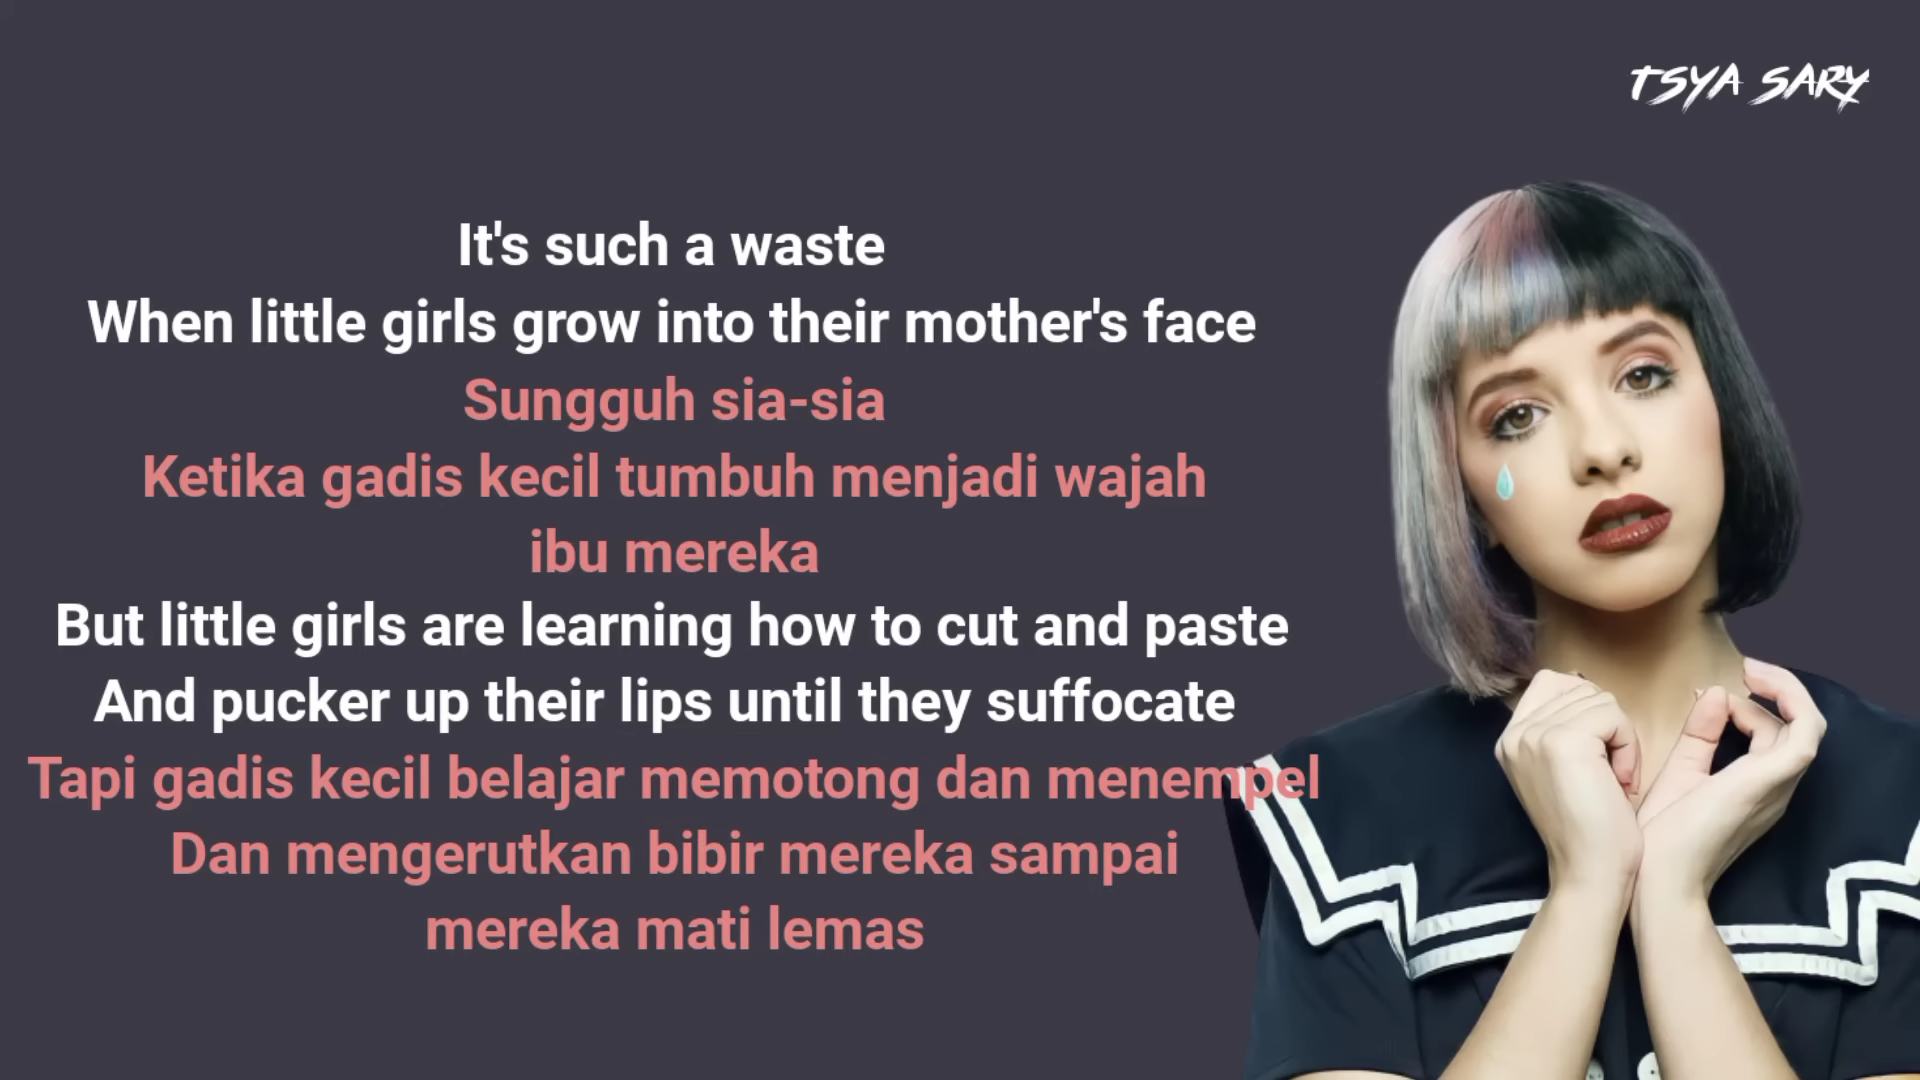 TSYA SARY
It's such a waste
When little girls grow into their mother's face
Sungguh sia-sia
Ketika gadis kecil tumbuh menjadi wajah
ibu mereka
But little girls are learning how to cut and paste
And pucker up their lips until they suffocate
Tapi gadis kecil belajar memotong dan menempel
Dan mengerutkan bibir mereka sampai
mereka mati lemas